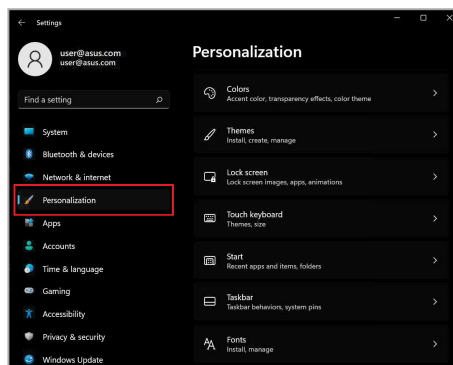 Settings
user@asus.com
user@asus.com
Find a setting
System
Bluetooth & devices
Network & internet
Personalization
Apps
Accounts
Time & language
Gaming
Accessibility
Privacy & security
Windows Update
Personalization
Colors
Accent color, transparency effects, color theme
Themes
Install, create, manage
Lock screen
Lock screen images, apps, animations
Touch keyboard
Themes, size
Start
Recent apps and items, folders
Taskbar
Taskbar behaviors, system pins
Fonts
Install, manage